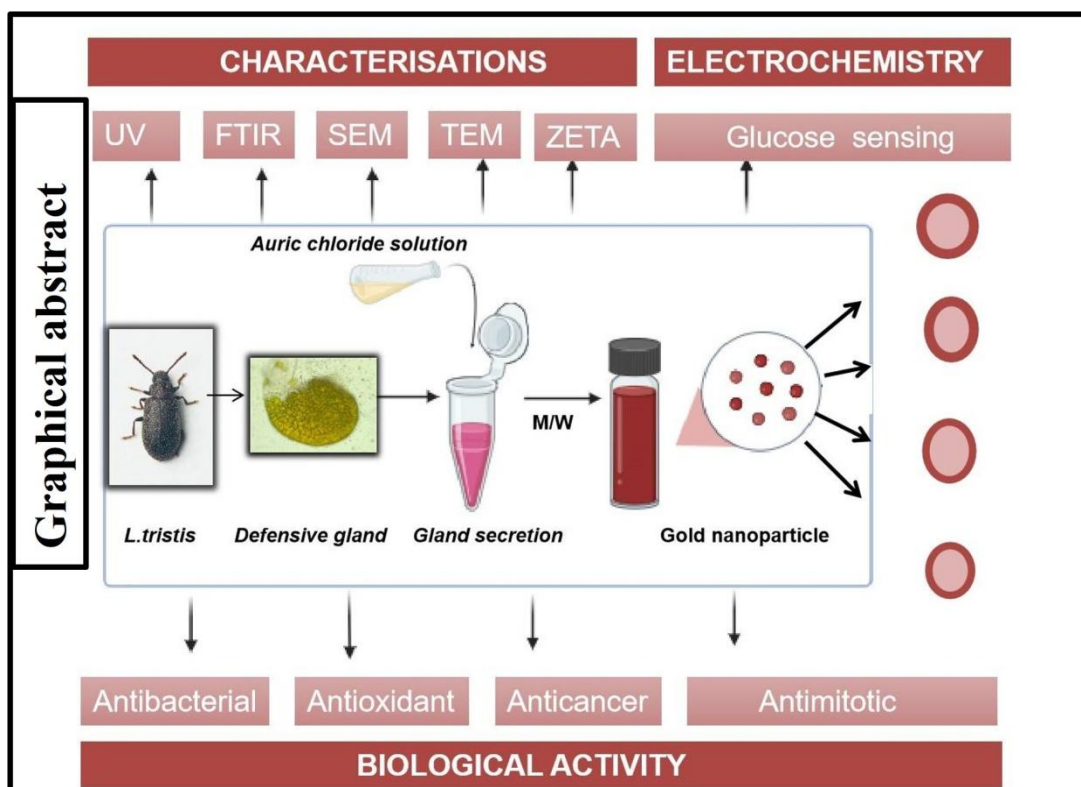 CHARACTERISATIONS
ELECTROCHEMISTRY
UV
FTIR
SEM
TEM
ZETA
Glucose sensing
Graphical abstract
Auric chloride solution
M/W
L.tristis
Defensive gland
Gland secretion
Gold nanoparticle
Antibacterial
Antioxidant
Anticancer
Antimitotic
BIOLOGICAL ACTIVITY